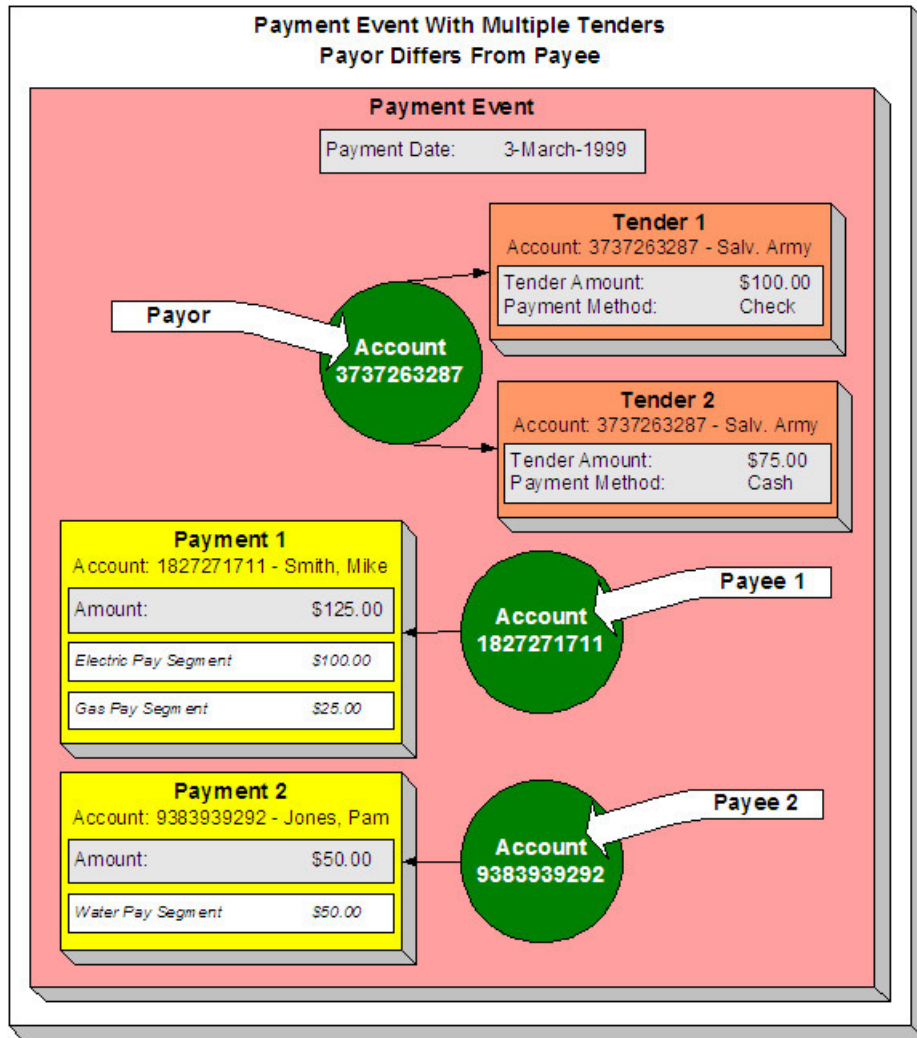 Payment Event With Multiple Tenders
Payor Differs From Payee
Payment Event
Payment Date: 3-March-1999
Tender 1
Account: 3737263287 - Salv. Army
Tender Amount: $100.00
Payment Method: Check
Payor
Account
3737263287
Tender 2
Account: 3737263287 - Salv. Army
Tender Amount: $75.00
Payment Method: Cash
Payment 1
Account: 1827271711 - Smith, Mike
Amount: $125.00
Electric Pay Segment $100.00
Gas Pay Segment $25.00
Payee 1
Account
1827271711
Payment 2
Account: 9383939292 - Jones, Pam
Amount: $50.00
Water Pay Segment $50.00
Payee 2
Account
9383939292